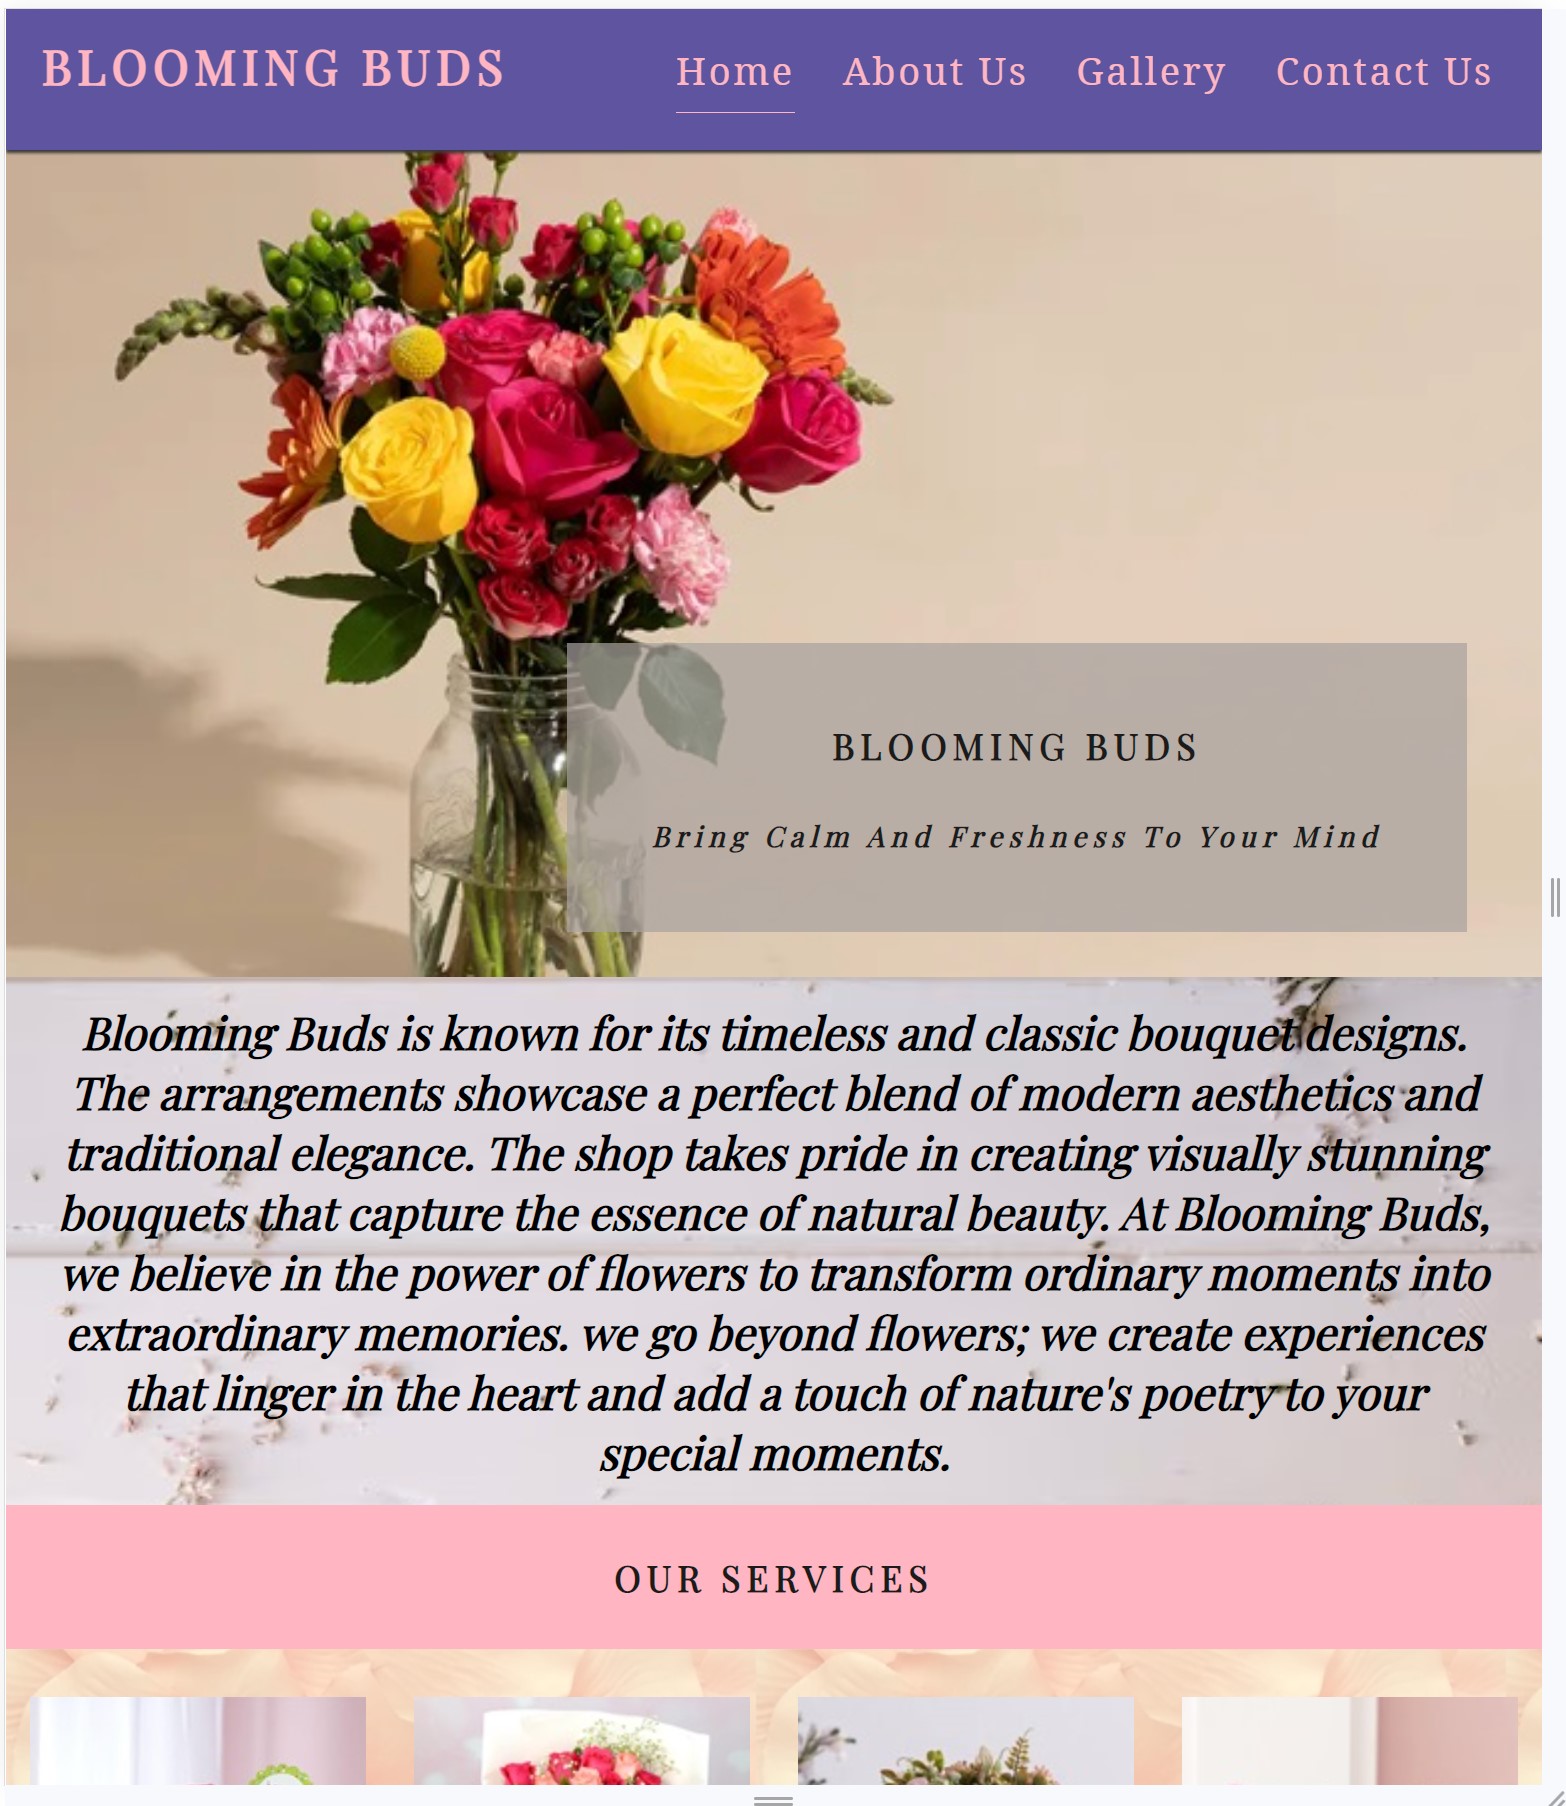 BLOOMING BUDS
Home About Us Gallery Contact Us
BLOOMING BUDS
Bring Calm And Freshness To Your Mind
Blooming Buds is known for its timeless and classic bouquet designs.
The arrangements showcase a perfect blend of modern aesthetics and
traditional elegance. The shop takes pride in creating visually stunning
bouquets that capture the essence of natural beauty. At Blooming Buds,
we believe in the power of flowers to transform ordinary moments into
extraordinary memories. we go beyond flowers; we create experiences
that linger in the heart and add a touch of nature's poetry to your
special moments.
OUR SERVICES